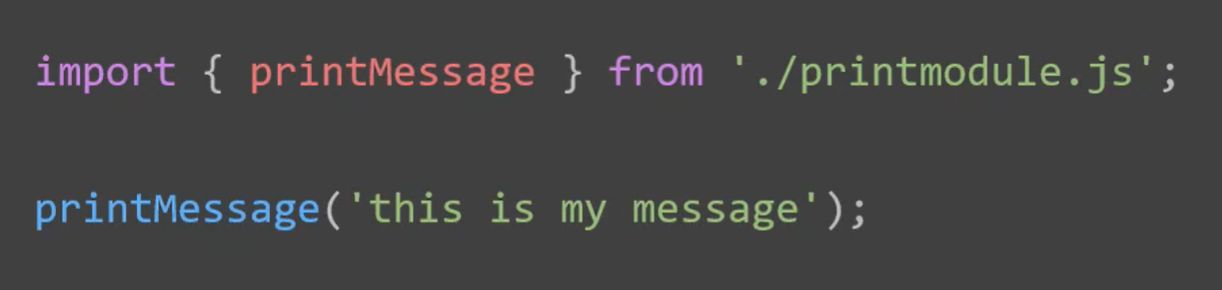 import { printMessage } from './printmodule.js';
printMessage('this is my message');